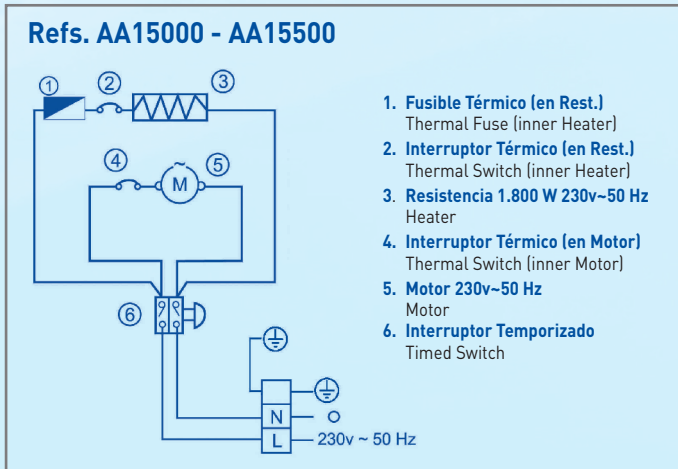 Refs. AA15000 - AA15500
① ② ③
④ ~ ⑤
M
⑥
N
L 230v ~ 50 Hz
1. Fusible Térmico (en Rest.)
Thermal Fuse (inner Heater)
2. Interruptor Térmico (en Rest.)
Thermal Switch (inner Heater)
3. Resistencia 1.800 W 230v~50 Hz
Heater
4. Interruptor Térmico (en Motor)
Thermal Switch (inner Motor)
5. Motor 230v~50 Hz
Motor
6. Interruptor Temporizado
Timed Switch